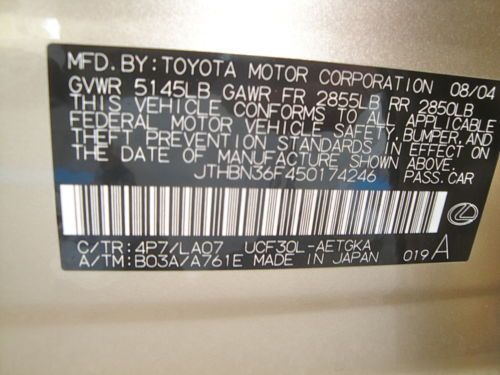 MFD.BY: TOYOTA MOTOR CORPORATION 08/04
GVWR 5145LB GAWR FR 2855LB RR 2850LB
THIS VEHICLE CONFORMS TO ALL APPLICABLE
FEDERAL MOTOR VEHICLE SAFETY, BUMPER, AND
THEFT PREVENTION STANDARDS IN EFFECT ON
THE DATE OF MANUFACTURE SHOWN ABOVE.
JTHBN36F450174246 PASS.CAR
C/TR: 4P7/LA07 UCF30L-AETGKA
A/TM: B03A/A761E MADE IN JAPAN 019 A